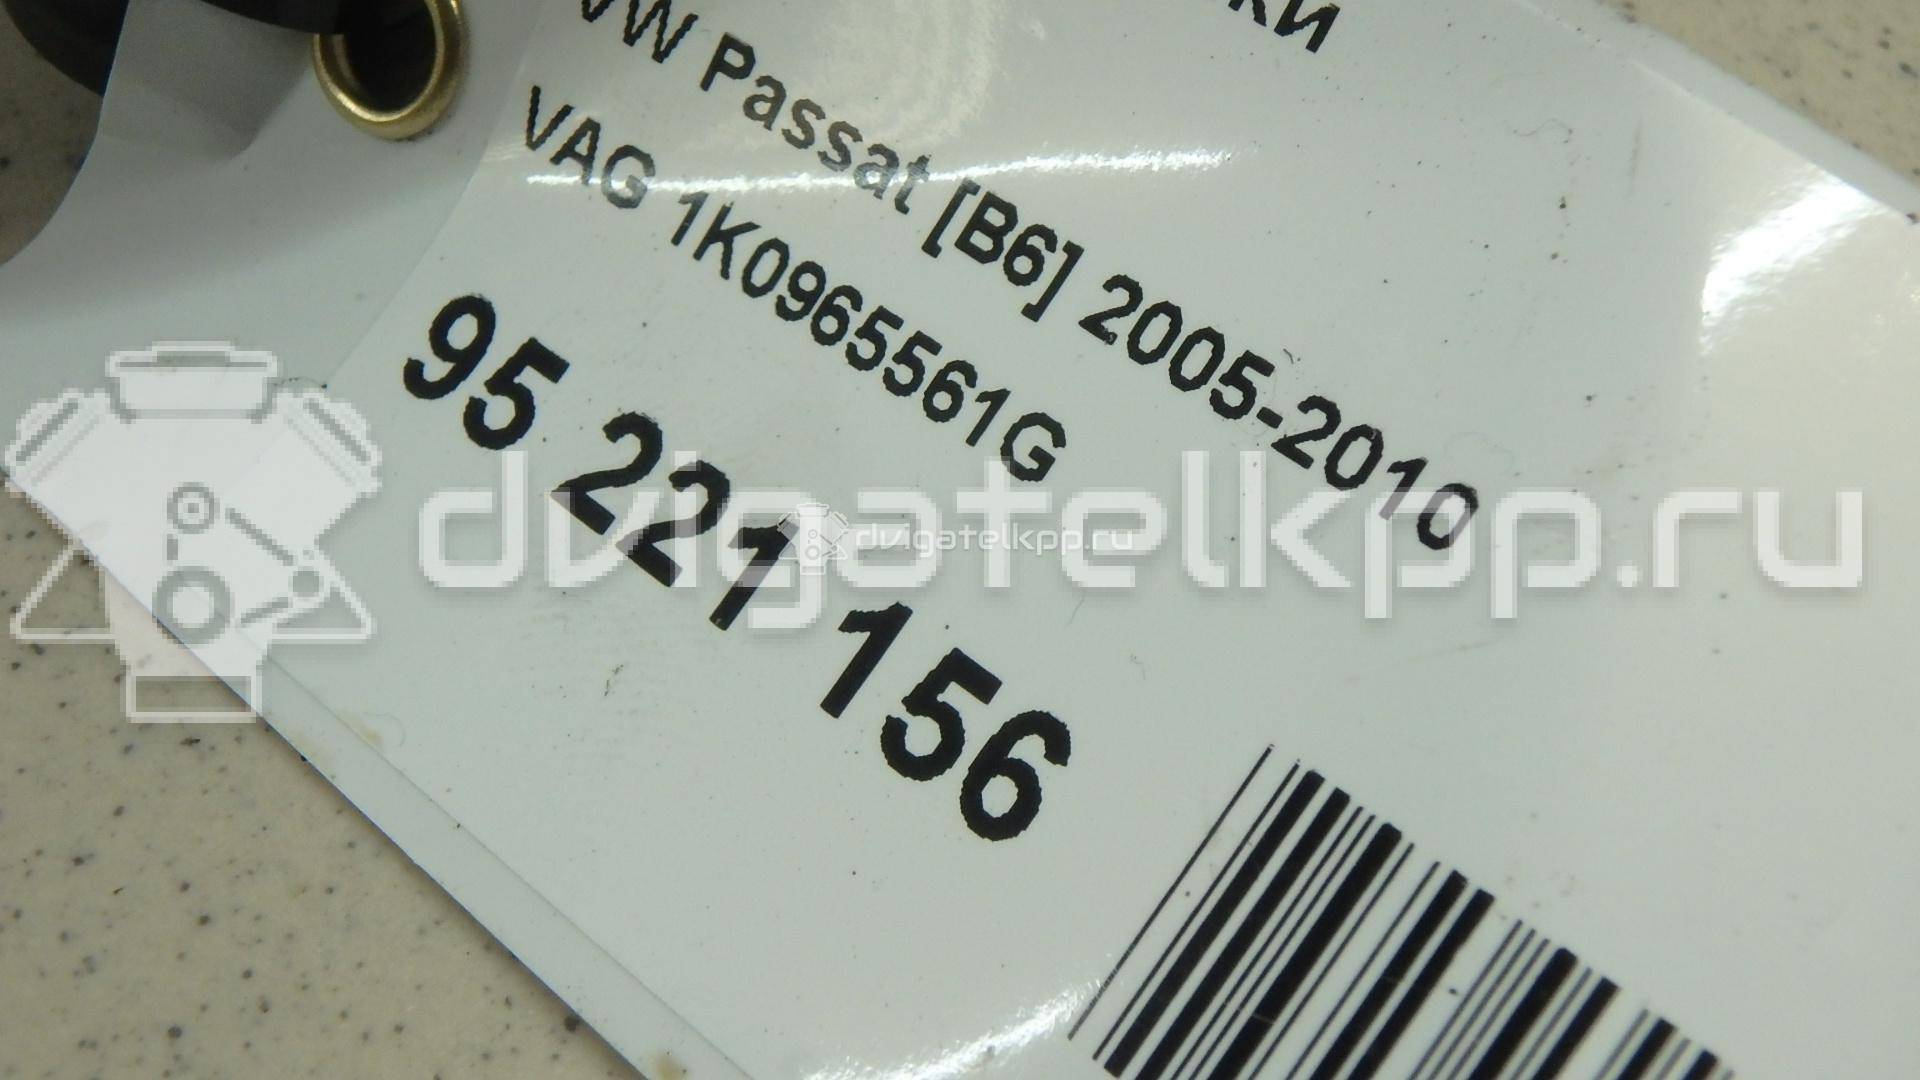 VW Passat [B6] 2005-2010
VAG 1K0965561G
95 221 156
dvigatelkpp.ru
dvigatelkpp.ru